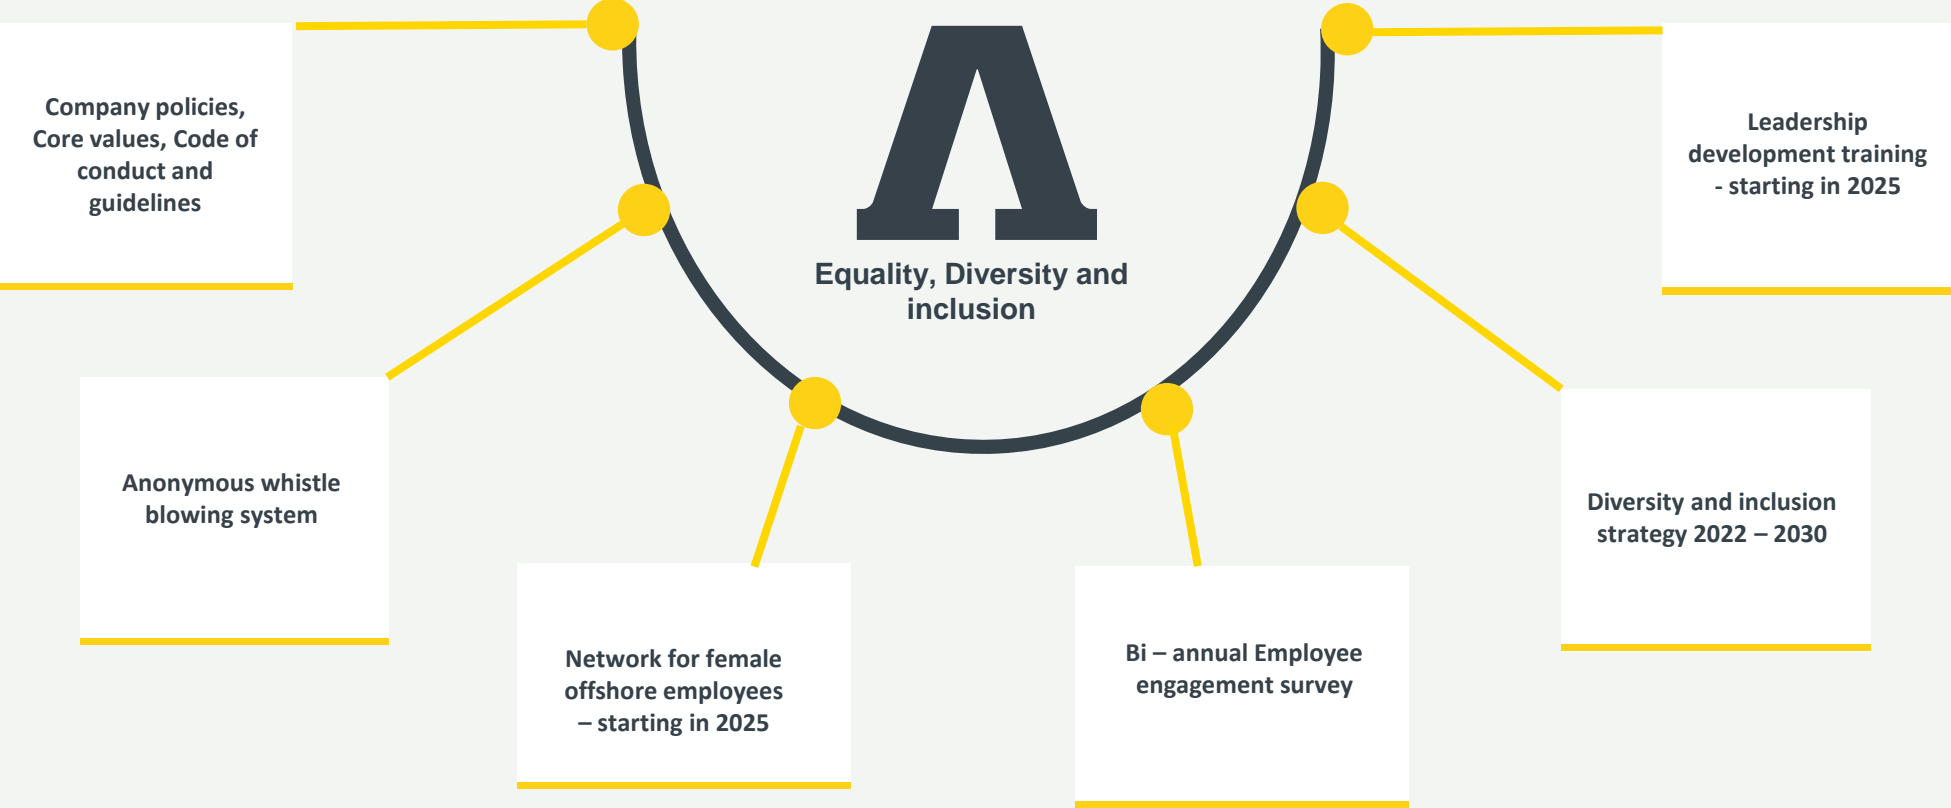 Company policies,
Core values, Code of
conduct and
guidelines
Equality, Diversity and
inclusion
Leadership
development training
- starting in 2025
Anonymous whistle
blowing system
Diversity and inclusion
strategy 2022 – 2030
Network for female
offshore employees
– starting in 2025
Bi – annual Employee
engagement survey